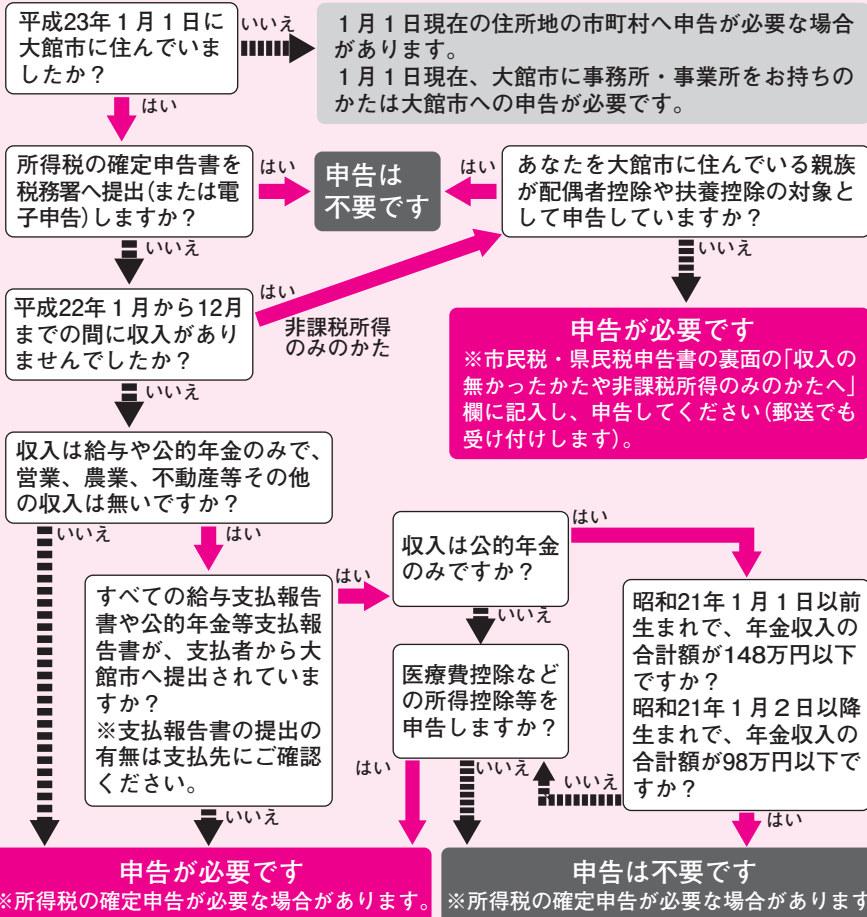 平成23年１月１日に
大館市に住んでいま
したか？
いいえ
１月１日現在の住所地の市町村へ申告が必要な場合
があります。
１月１日現在、大館市に事務所・事業所をお持ちの
かたは大館市への申告が必要です。
はい
所得税の確定申告書を
税務署へ提出(または電
子申告)しますか？
はい
申告は
不要です
はい
あなたを大館市に住んでいる親族
が配偶者控除や扶養控除の対象と
して申告していますか？
いいえ
いいえ
平成22年１月から12月
までの間に収入があり
ませんでしたか？
はい
非課税所得
のみのかた
申告が必要です
※市民税・県民税申告書の裏面の「収入の
無かったかたや非課税所得のみのかたへ」
欄に記入し、申告してください(郵送でも
受け付けします)。
いいえ
収入は給与や公的年金のみで、
営業、農業、不動産等その他
の収入は無いですか？
いいえ
はい
すべての給与支払報告
書や公的年金等支払報
告書が、支払者から大
館市へ提出されていま
すか？
※支払報告書の提出の
有無は支払先にご確認
ください。
はい
いいえ
収入は公的年金
のみですか？
はい
いいえ
医療費控除など
の所得控除等を
申告しますか？
はい
いいえ
昭和21年１月１日以前
生まれで、年金収入の
合計額が148万円以下
ですか？
昭和21年１月２日以降
生まれで、年金収入の
合計額が98万円以下で
すか？
いいえ
はい
申告が必要です
※所得税の確定申告が必要な場合があります。
申告は不要です
※所得税の確定申告が必要な場合があります